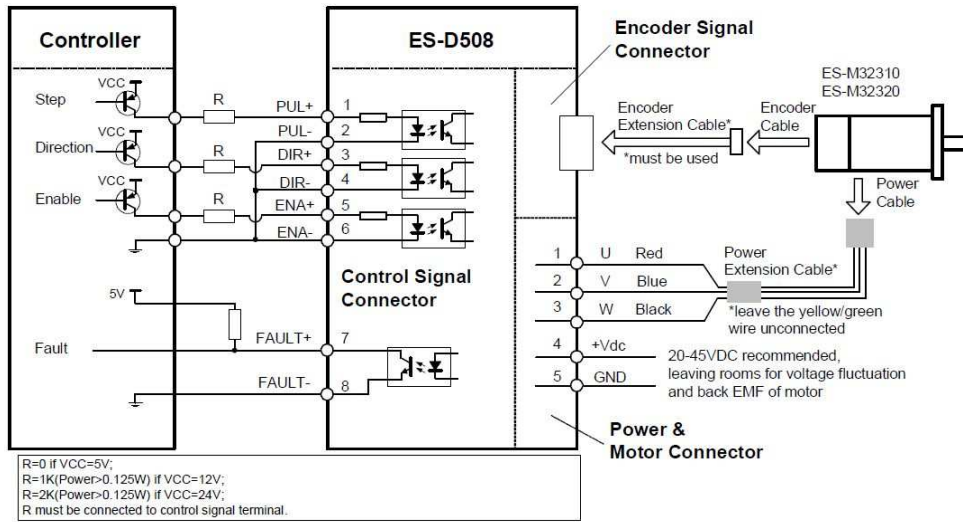 Controller
ES-D508
Encoder Signal
Connector
ES-M32310
ES-M32320
Step
VCC
R
PUL+
1
PUL-
2
Direction
VCC
R
DIR+
3
DIR-
4
Enable
VCC
R
ENA+
5
ENA-
6
Encoder
Extension Cable*
*must be used
Encoder
Cable
Power
Cable
Control Signal
Connector
5V
Fault
FAULT+
7
FAULT-
8
1 U Red
2 V Blue
3 W Black
4 +Vdc
5 GND
Power
Extension Cable*
*leave the yellow/green
wire unconnected
20-45VDC recommended,
leaving rooms for voltage fluctuation
and back EMF of motor
Power &
Motor Connector
R=0 if VCC=5V;
R=1K(Power>0.125W) if VCC=12V;
R=2K(Power>0.125W) if VCC=24V;
R must be connected to control signal terminal.